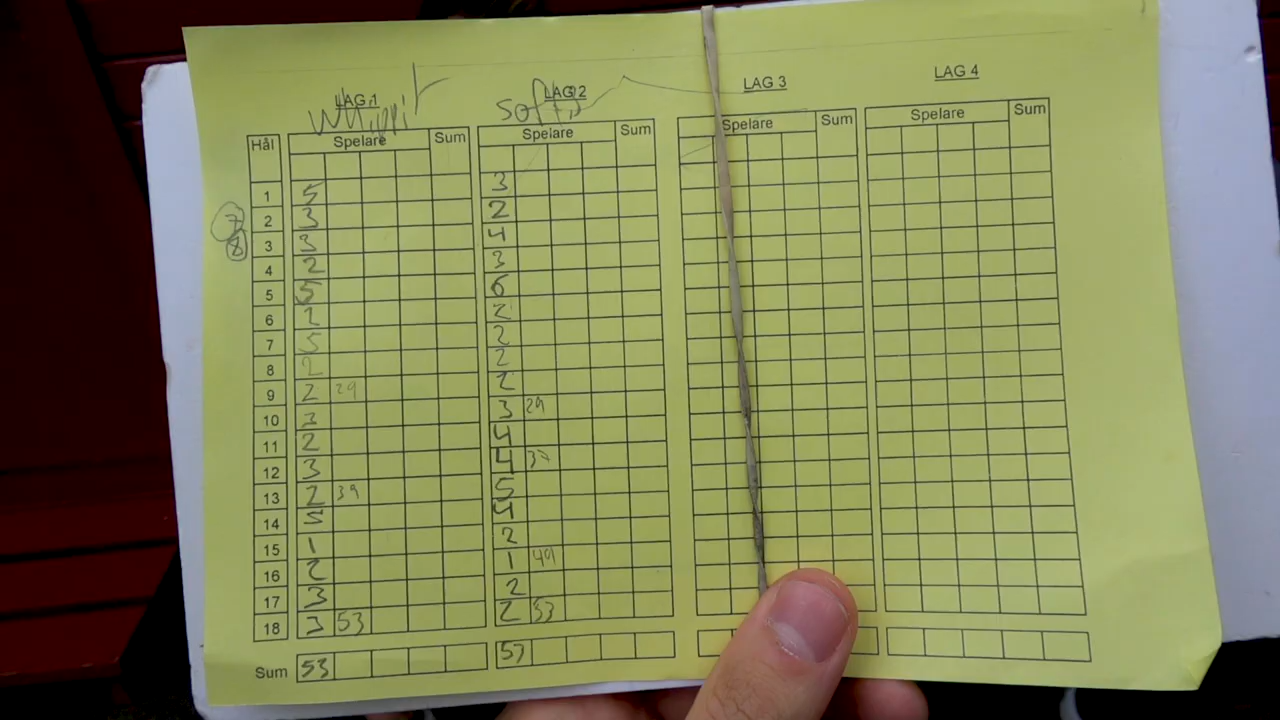 LAG 1 LAG 2 LAG 3 LAG 4
Hål Spelare Sum Spelare Sum Spelare Sum Spelare Sum
1 5 3
7 2 3 2
8 3 3 4
4 2 3
5 5 6
6 2 2
7 5 2
8 2 2
9 2 29 2
10 3 3 29
11 2 4
12 3 4 37
13 2 39 5
14 5 4
15 1 2
16 2 1 49
17 3 2
18 3 53 2 53
Sum 53 53